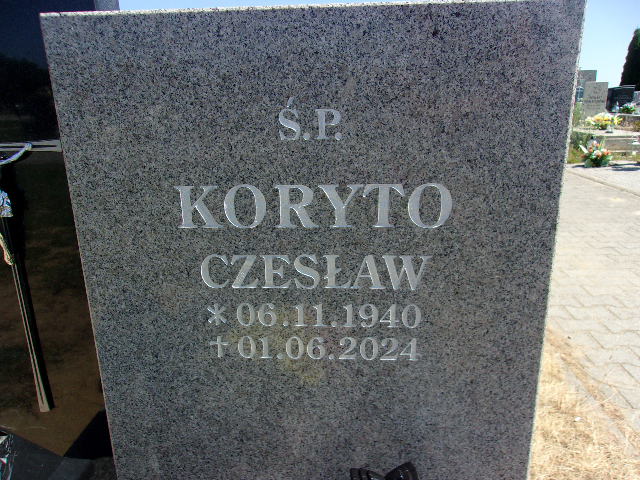 Ś.P.
KORYTO
CZESŁAW
* 06.11.1940
† 01.06.2024